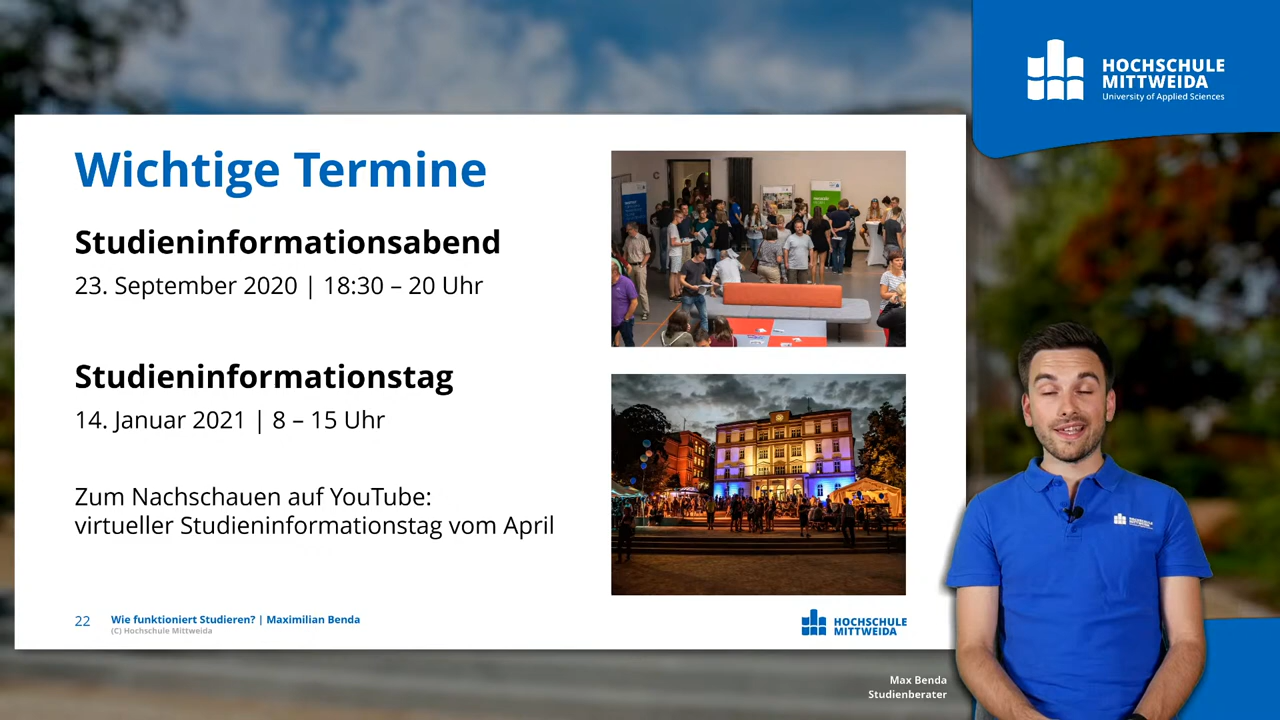 HOCHSCHULE
MITTWEIDA
University of Applied Sciences
Wichtige Termine
Studieninformationsabend
23. September 2020 | 18:30 – 20 Uhr
Studieninformationstag
14. Januar 2021 | 8 – 15 Uhr
Zum Nachschauen auf YouTube:
virtueller Studieninformationstag vom April
22
Wie funktioniert Studieren? | Maximilian Benda
(C) Hochschule Mittweida
HOCHSCHULE
MITTWEIDA
Max Benda
Studienberater
HOCHSCHULE
MITTWEIDA